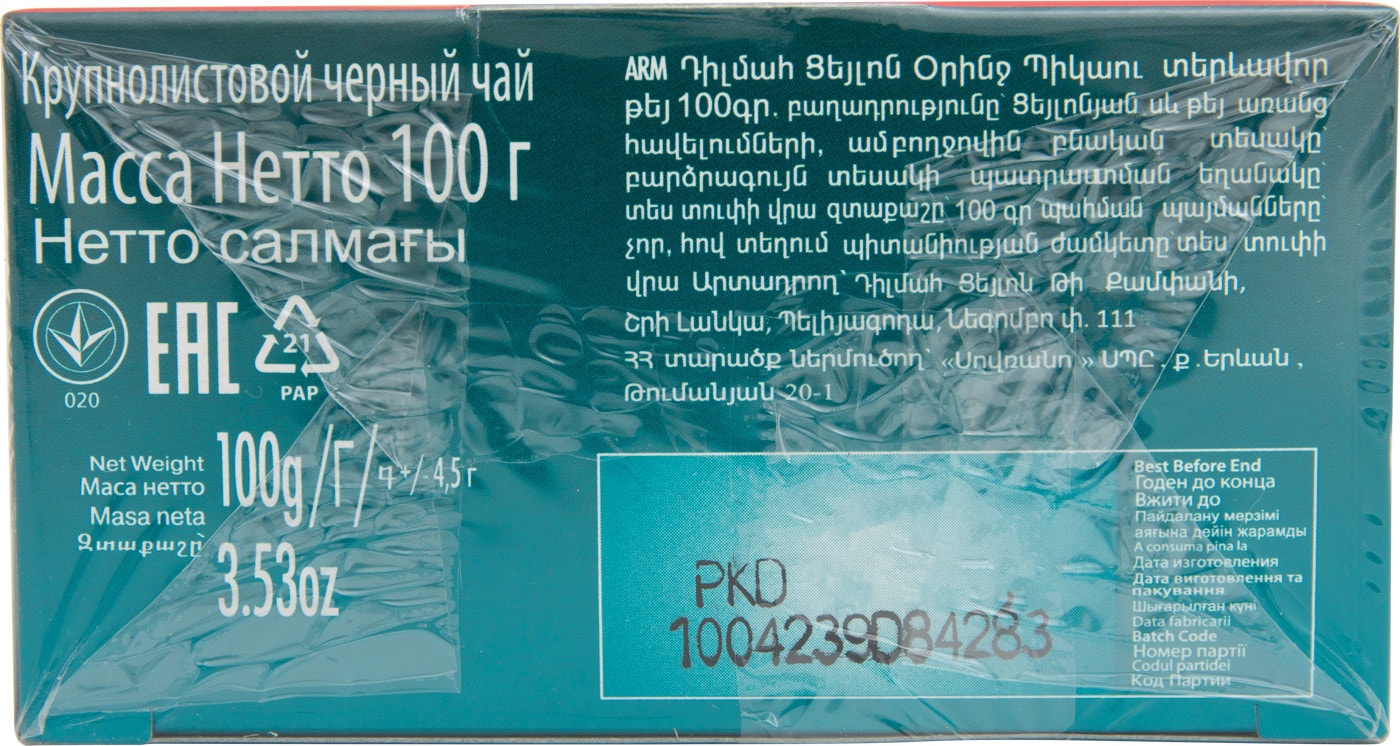 Крупнолистовой черный чай
Масса Нетто 100 г
Нетто салмағы
020
EAC
21
PAP
Net Weight
Маса нетто
Masa neta
Զտաքաշը՝
100g/Г/գ +/- 4,5 г
3.53oz
ARM Դիլմահ Ցեյլոն Օրինջ Պիկաու տերևավոր
թեյ 100գր. բաղադրությունը՝ Ցեյլոնյան սև թեյ առանց
հավելումների, ամբողջովին բնական տեսակը՝
բարձրագույն տեսակի պատրաստման եղանակը՝
տես տուփի վրա զտաքաշը՝ 100 գր պահման պայմանները՝
չոր, հով տեղում պիտանիության ժամկետը տես տուփի
վրա Արտադրող՝ Դիլմահ Ցեյլոն Թի Քամփանի,
Շրի Լանկա, Պելիյագոդա, Նեգոմբո փ. 111
ՀՀ տարածք ներմուծող՝ «Սովռանո» ՍՊԸ, ք. Երևան,
Թումանյան 20-1
PKD
1004239D84283
Best Before End
Годен до конца
Вжити до
Пайдалану мерзімі
аяғына дейін жарамды
A consuma pina la
Дата изготовления
Дата виготовлення та
пакування
Шығарылған күні
Data fabricarii
Batch Code
Номер партії
Codul partidei
Код Партии